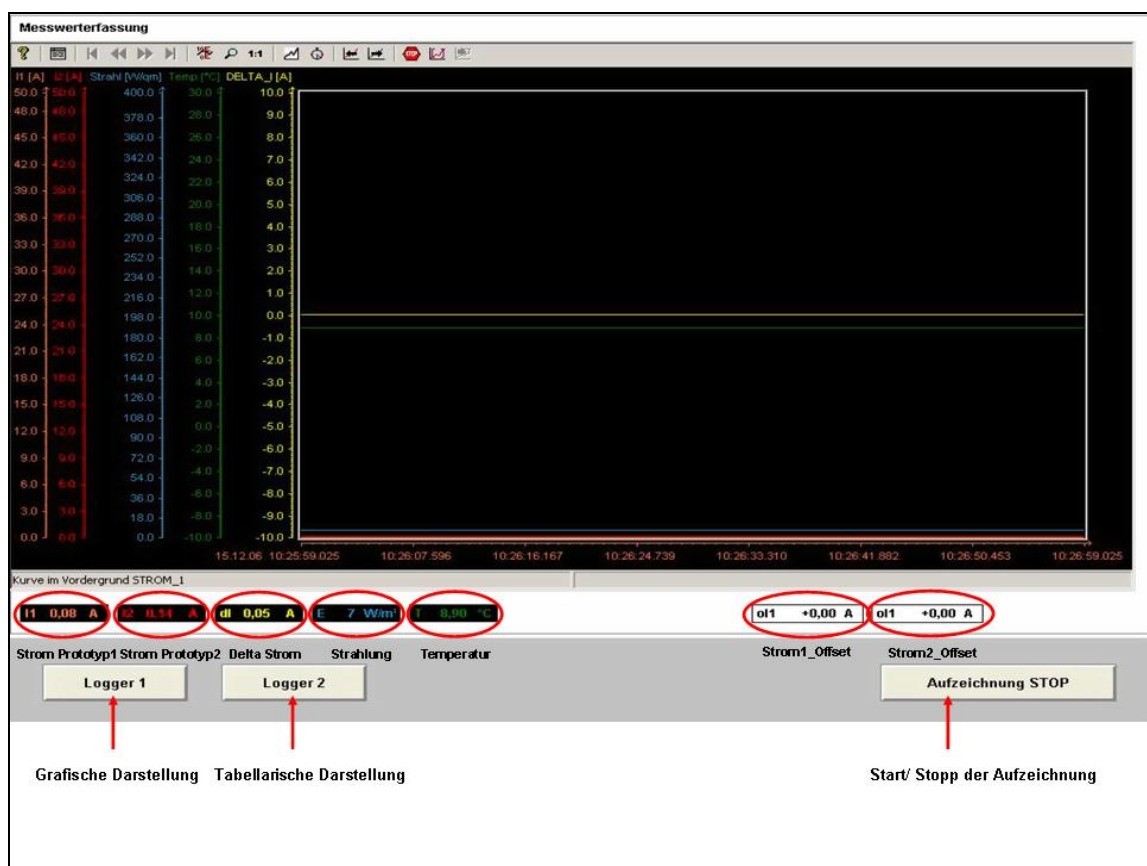 Messwerterfassung
1:1
STOP
I1 [A] I2 [A] Strahl [W/qm] Temp [°C] DELTA_I [A]
50.0 50.0 400.0 30.0 10.0
48.0 48.0 378.0 28.0 9.0
45.0 45.0 360.0 26.0 8.0
42.0 42.0 342.0 24.0 7.0
39.0 39.0 324.0 22.0 6.0
36.0 36.0 306.0 20.0 5.0
33.0 33.0 288.0 18.0 4.0
30.0 30.0 270.0 16.0 3.0
27.0 27.0 252.0 14.0 2.0
24.0 24.0 234.0 12.0 1.0
21.0 21.0 216.0 10.0 0.0
18.0 18.0 198.0 8.0 -1.0
15.0 15.0 180.0 6.0 -2.0
12.0 12.0 162.0 4.0 -3.0
9.0 9.0 144.0 2.0 -4.0
6.0 6.0 126.0 0.0 -5.0
3.0 3.0 108.0 -2.0 -6.0
0.0 0.0 90.0 -4.0 -7.0
72.0 -6.0 -8.0
54.0 -8.0 -9.0
36.0 -10.0 -10.0
18.0
0.0
15.12.06 10:25:59.025 10:26:07.596 10:26:16.167 10:26:24.739 10:26:33.310 10:26:41.882 10:26:50.453 10:26:59.025
Kurve im Vordergrund STROM_1
I1 0,08 A I2 0,14 A dI 0,05 A E 7 W/m² T 8,90 °C oI1 +0,00 A oI1 +0,00 A
Strom Prototyp1 Strom Prototyp2 Delta Strom Strahlung Temperatur Strom1_Offset Strom2_Offset
Logger 1 Logger 2 Aufzeichnung STOP
Grafische Darstellung Tabellarische Darstellung Start/ Stopp der Aufzeichnung